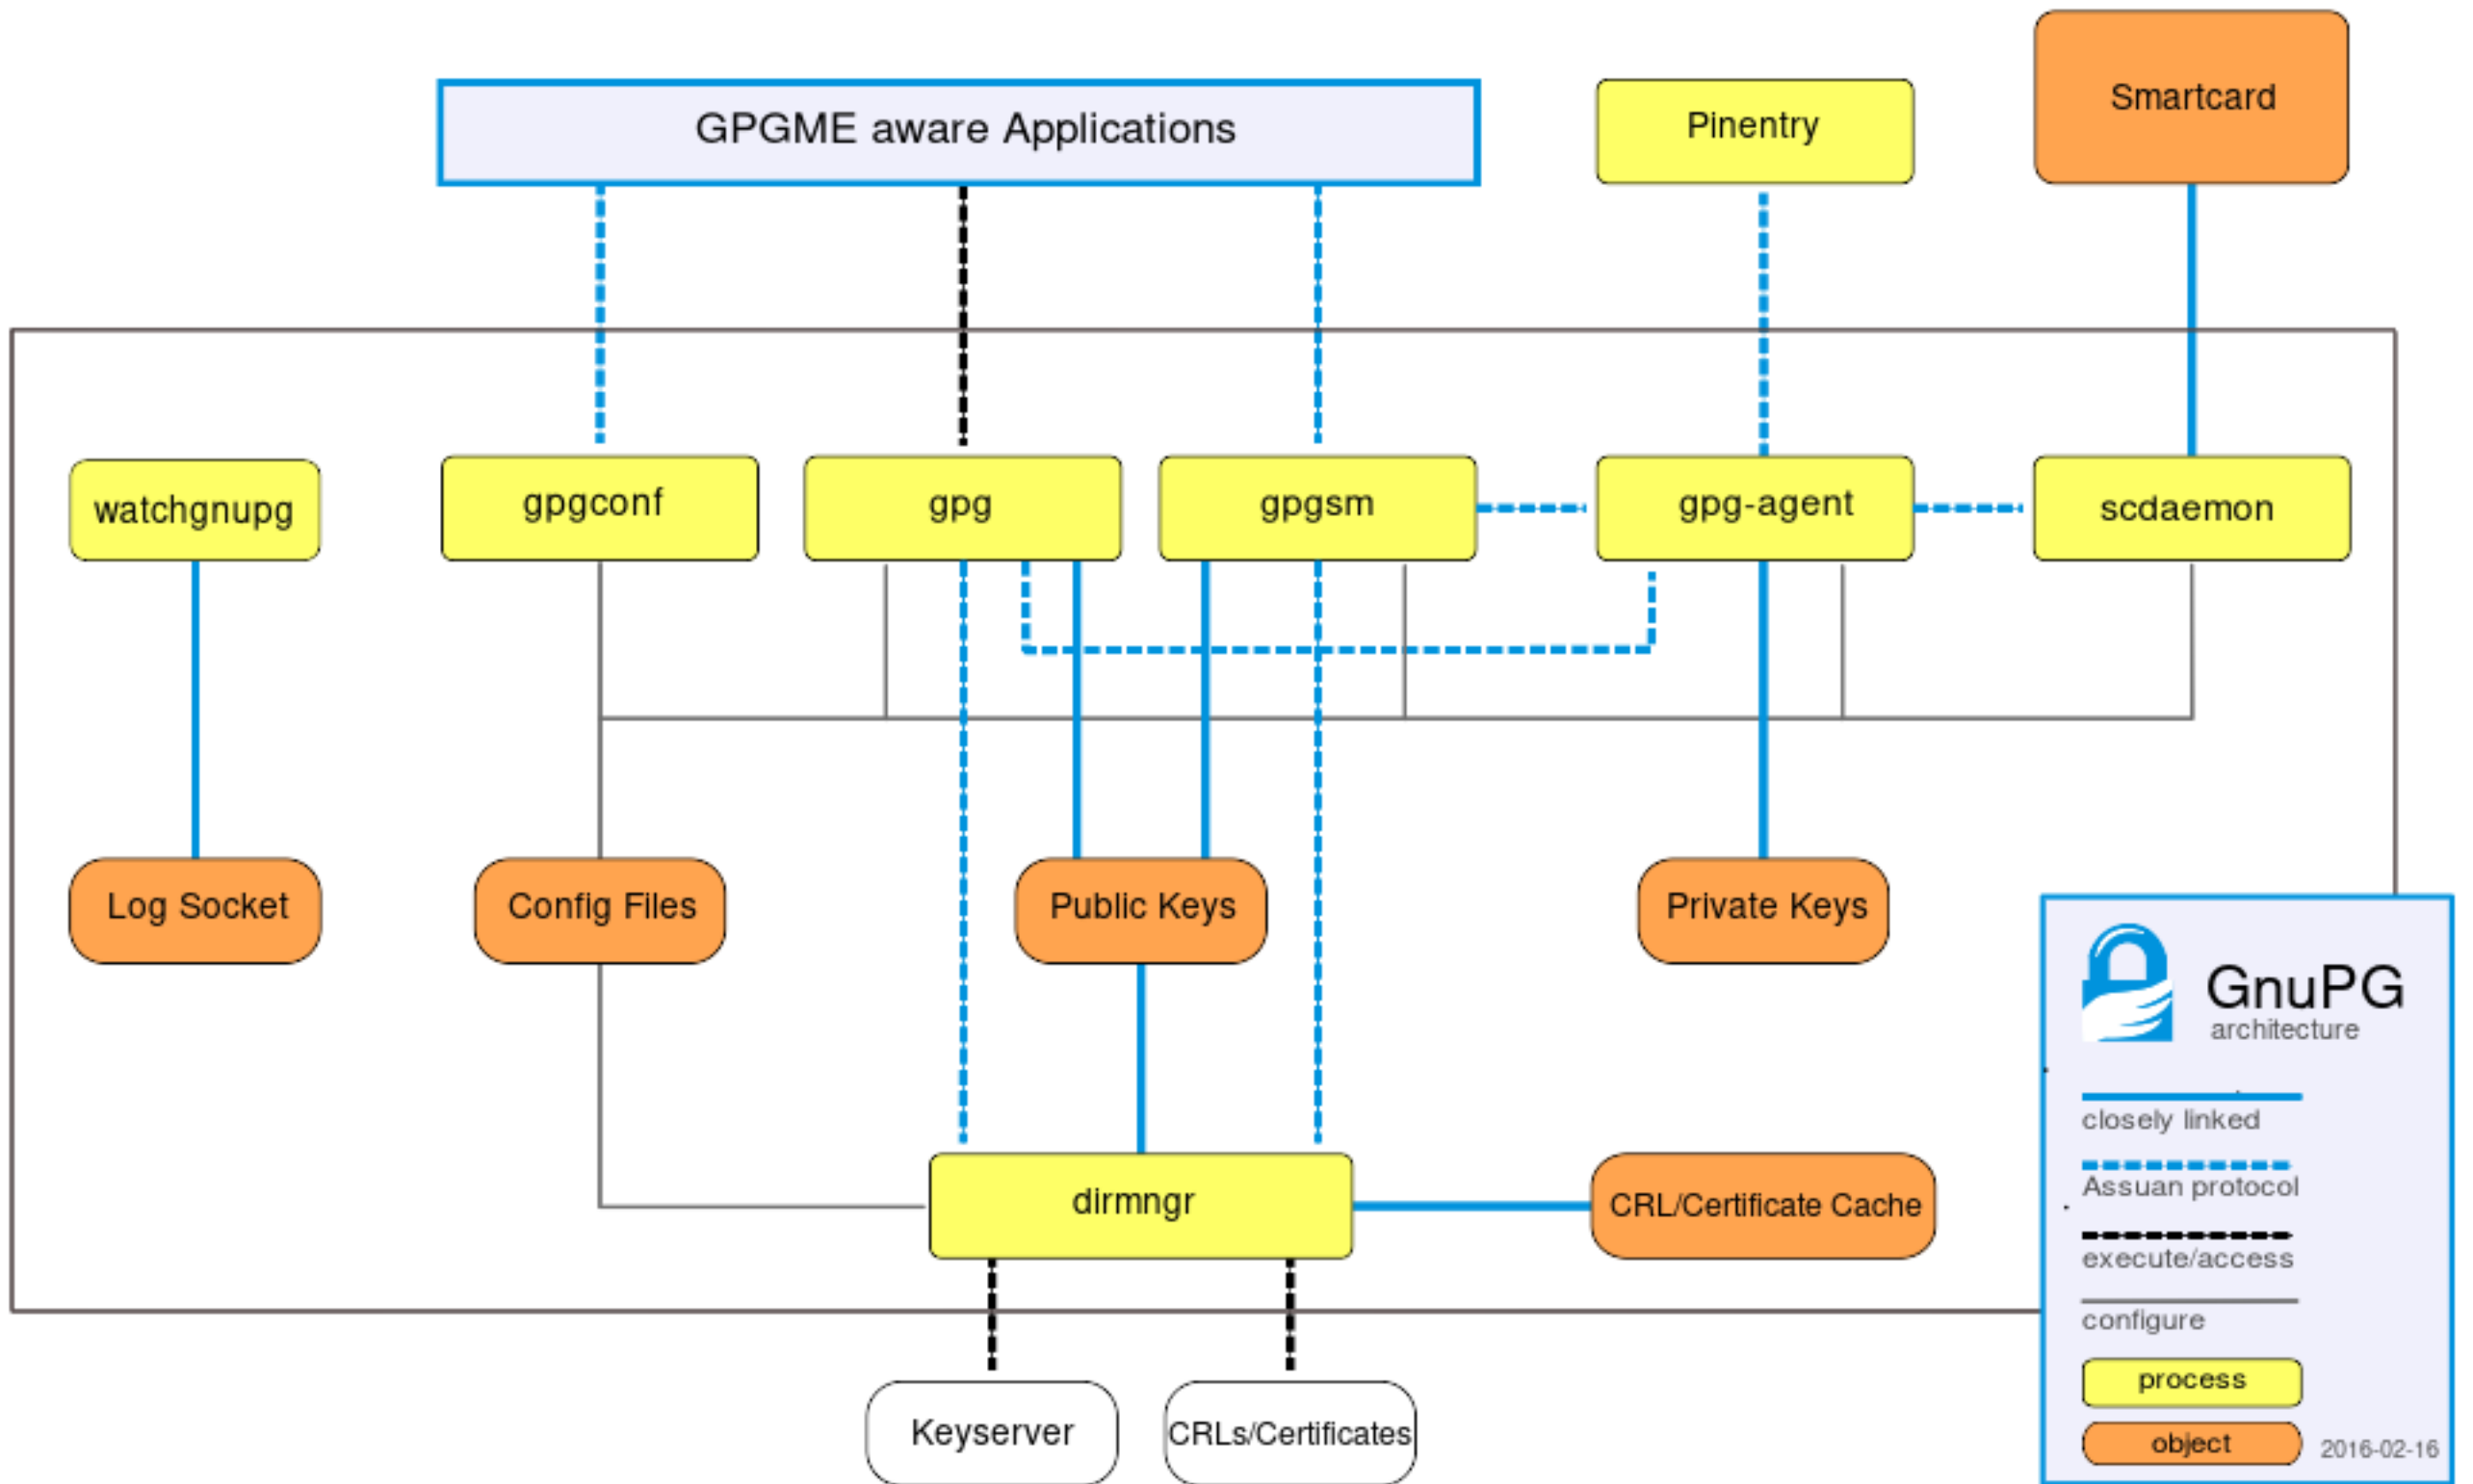 GPGME aware Applications
Pinentry
Smartcard
watchgnupg
gpgconf
gpg
gpgsm
gpg-agent
scdaemon
Log Socket
Config Files
Public Keys
Private Keys
dirmngr
CRL/Certificate Cache
Keyserver
CRLs/Certificates
GnuPG
architecture
closely linked
Assuan protocol
execute/access
configure
process
object
2016-02-16